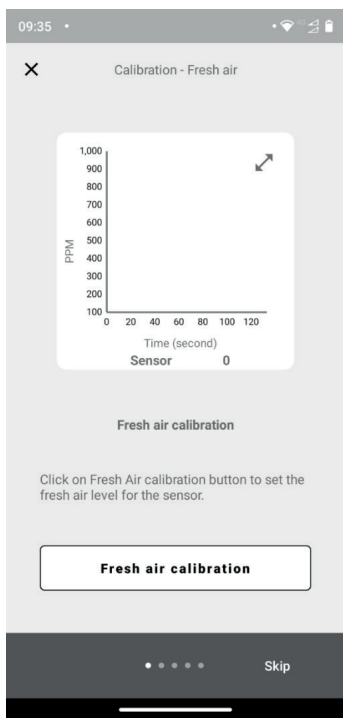 09:35
Calibration - Fresh air
1,000
900
800
700
600
500
400
300
200
100
PPM
0 20 40 60 80 100 120
Time (second)
Sensor 0
Fresh air calibration
Click on Fresh Air calibration button to set the
fresh air level for the sensor.
Fresh air calibration
Skip